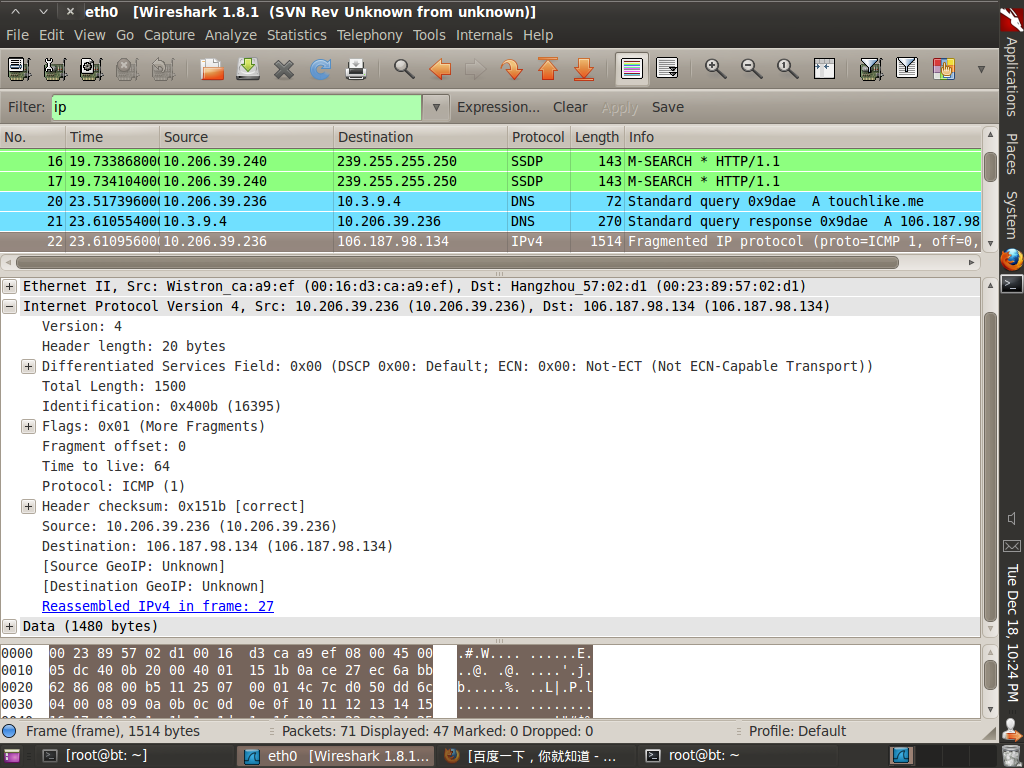 eth0 [Wireshark 1.8.1 (SVN Rev Unknown from unknown)]
File Edit View Go Capture Analyze Statistics Telephony Tools Internals Help
Filter: ip Expression... Clear Apply Save
No. Time Source Destination Protocol Length Info
16 19.733868000 10.206.39.240 239.255.255.250 SSDP 143 M-SEARCH * HTTP/1.1
17 19.734104000 10.206.39.240 239.255.255.250 SSDP 143 M-SEARCH * HTTP/1.1
20 23.517396000 10.206.39.236 10.3.9.4 DNS 72 Standard query 0x9dae A touchlike.me
21 23.610554000 10.3.9.4 10.206.39.236 DNS 270 Standard query response 0x9dae A 106.187.98
22 23.610956000 10.206.39.236 106.187.98.134 IPv4 1514 Fragmented IP protocol (proto=ICMP 1, off=0,
Ethernet II, Src: Wistron_ca:a9:ef (00:16:d3:ca:a9:ef), Dst: Hangzhou_57:02:d1 (00:23:89:57:02:d1)
Internet Protocol Version 4, Src: 10.206.39.236 (10.206.39.236), Dst: 106.187.98.134 (106.187.98.134)
Version: 4
Header length: 20 bytes
Differentiated Services Field: 0x00 (DSCP 0x00: Default; ECN: 0x00: Not-ECT (Not ECN-Capable Transport))
Total Length: 1500
Identification: 0x400b (16395)
Flags: 0x01 (More Fragments)
Fragment offset: 0
Time to live: 64
Protocol: ICMP (1)
Header checksum: 0x151b [correct]
Source: 10.206.39.236 (10.206.39.236)
Destination: 106.187.98.134 (106.187.98.134)
[Source GeoIP: Unknown]
[Destination GeoIP: Unknown]
Reassembled IPv4 in frame: 27
Data (1480 bytes)
0000 00 23 89 57 02 d1 00 16 d3 ca a9 ef 08 00 45 00 .#.W.... ......E.
0010 05 dc 40 0b 20 00 40 01 15 1b 0a ce 27 ec 6a bb ..@. .@. ....'.j.
0020 62 86 08 00 b5 11 25 07 00 01 4c 7c d0 50 dd 6c b.....%. ..L|.P.l
0030 04 00 08 09 0a 0b 0c 0d 0e 0f 10 11 12 13 14 15 ........ ........
Frame (frame), 1514 bytes Packets: 71 Displayed: 47 Marked: 0 Dropped: 0 Profile: Default
[root@bt: ~] eth0 [Wireshark 1.8.1... [百度一下，你就知道 - ... root@bt: ~
Applications Places System
Tue Dec 18, 10:24 PM